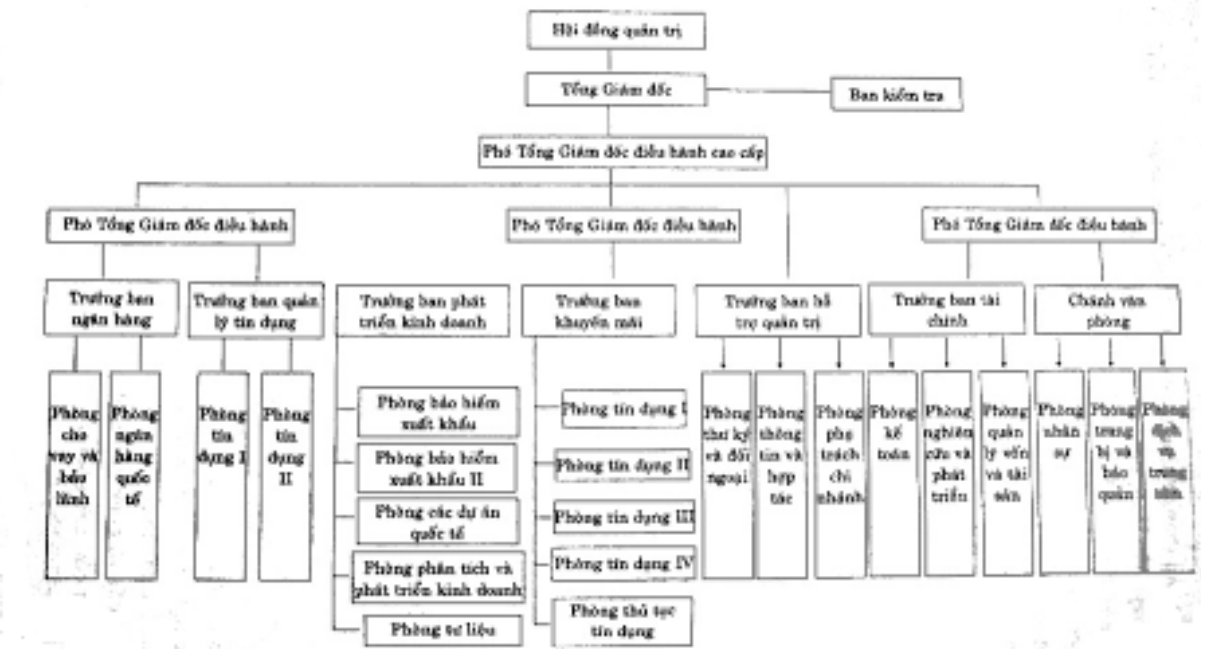 Hội đồng quản trị
Tổng Giám đốc
Ban kiểm tra
Phó Tổng Giám đốc điều hành cao cấp
Phó Tổng Giám đốc điều hành
Phó Tổng Giám đốc điều hành
Phó Tổng Giám đốc điều hành
Trưởng ban
ngân hàng
Trưởng ban quản
lý tín dụng
Trưởng ban phát
triển kinh doanh
Trưởng ban
khuyến mãi
Trưởng ban hỗ
trợ quản trị
Trưởng ban tài
chính
Chánh văn
phòng
Phòng
cho
vay và
bảo
lãnh
Phòng
ngân
hàng
quốc
tế
Phòng
tín
dụng I
Phòng
tín
dụng
II
Phòng bảo hiểm
xuất khẩu
Phòng bảo hiểm
xuất khẩu II
Phòng các dự án
quốc tế
Phòng phân tích và
phát triển kinh doanh
Phòng tư liệu
Phòng tín dụng I
Phòng tín dụng II
Phòng tín dụng III
Phòng tín dụng IV
Phòng thủ tục
tín dụng
Phòng
thư ký
và đối
ngoại
Phòng
thông
tin và
hợp
tác
Phòng
phụ
trách
chi
nhánh
Phòng
kế
toán
Phòng
nghiên
cứu và
phát
triển
Phòng
quản
lý vốn
và tài
sản
Phòng
nhân
sự
Phòng
trang
bị và
bảo
quản
Phòng
dịch
vụ